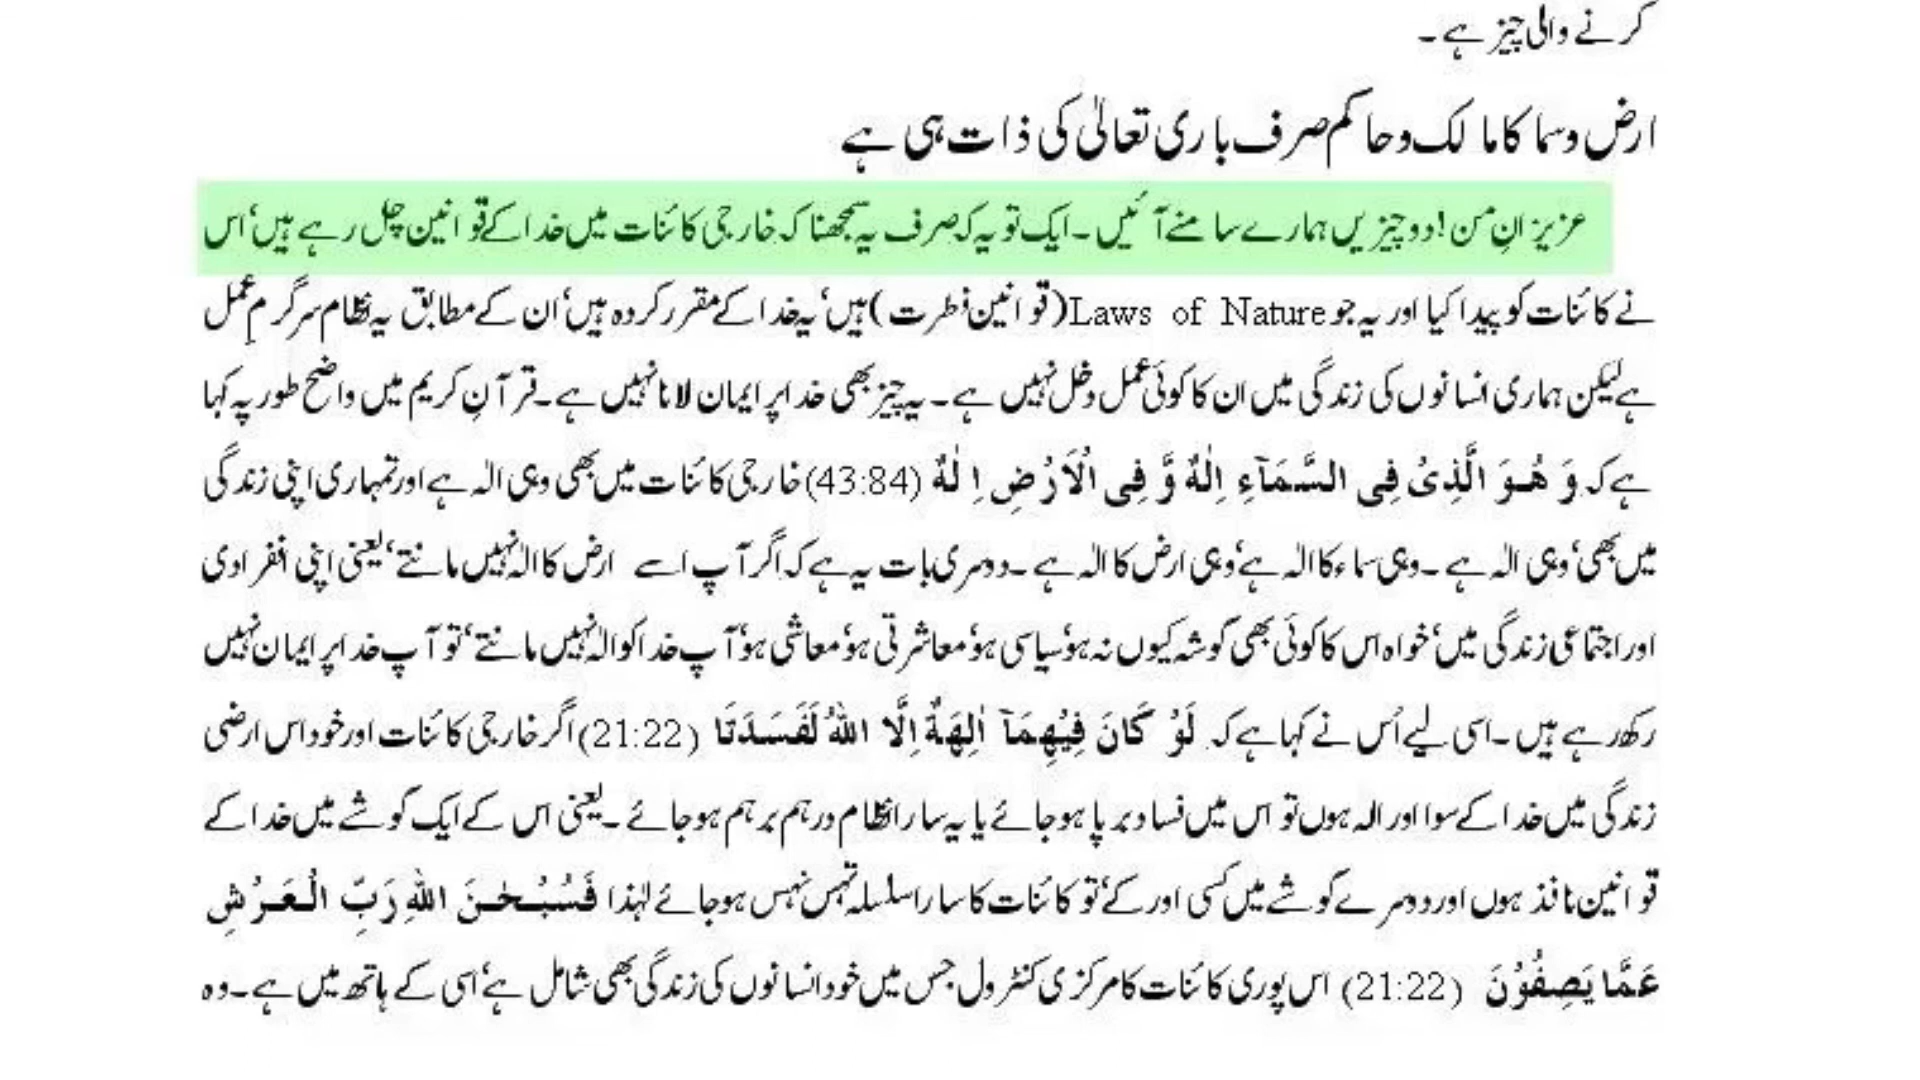 کرنے والی چیز ہے۔
ارض و سما کا مالک و حاکم صرف باری تعالیٰ کی ذات ہی ہے
عزیزانِ من! دو چیزیں ہمارے سامنے آئیں۔ ایک تو یہ کہ صرف یہ سمجھنا کہ خارجی کائنات میں خدا کے قوانین چل رہے ہیں، اس
نے کائنات کو پیدا کیا اور یہ جو Laws of Nature (قوانینِ فطرت) ہیں، یہ خدا کے مقرر کردہ ہیں، ان کے مطابق یہ نظام سرگرمِ عمل
ہے لیکن ہماری انسانوں کی زندگی میں ان کا کوئی عمل دخل نہیں ہے۔ یہ چیز بھی خدا پر ایمان لانا نہیں ہے۔ قرآنِ کریم میں واضح طور پہ کہا
ہے کہ وَ هُوَ الَّذِیْ فِی السَّمَآءِ اِلٰهٌ وَّ فِی الْاَرْضِ اِلٰهٌ (43:84) خارجی کائنات میں بھی وہی الٰہ ہے اور تمہاری اپنی زندگی
میں بھی، وہی الٰہ ہے۔ وہی سماء کا الٰہ ہے، وہی ارض کا الٰہ ہے۔ دوسری بات یہ ہے کہ اگر آپ اسے ارض کا الٰہ نہیں مانتے، یعنی اپنی انفرادی
اور اجتماعی زندگی میں، خواہ اس کا کوئی بھی گوشہ کیوں نہ ہو، سیاسی ہو، معاشرتی ہو، معاشی ہو، آپ خدا کو الٰہ نہیں مانتے، تو آپ خدا پر ایمان نہیں
رکھ رہے ہیں۔ اسی لیے اُس نے کہا ہے کہ لَوْ كَانَ فِیْهِمَآ اٰلِهَةٌ اِلَّا اللّٰهُ لَفَسَدَتَا (21:22) اگر خارجی کائنات اور خود اس ارضی
زندگی میں خدا کے سوا اور الٰہ ہوں تو اس میں فساد برپا ہو جائے یا یہ سارا نظام درہم برہم ہو جائے۔ یعنی اس کے ایک گوشے میں خدا کے
قوانین نافذ ہوں اور دوسرے گوشے میں کسی اور کے، تو کائنات کا سارا سلسلہ تہس نہس ہو جائے لہٰذا فَسُبْحٰنَ اللّٰهِ رَبِّ الْعَرْشِ
عَمَّا یَصِفُوْنَ (21:22) اس پوری کائنات کا مرکزی کنٹرول جس میں خود انسانوں کی زندگی بھی شامل ہے، اسی کے ہاتھ میں ہے۔ وہ